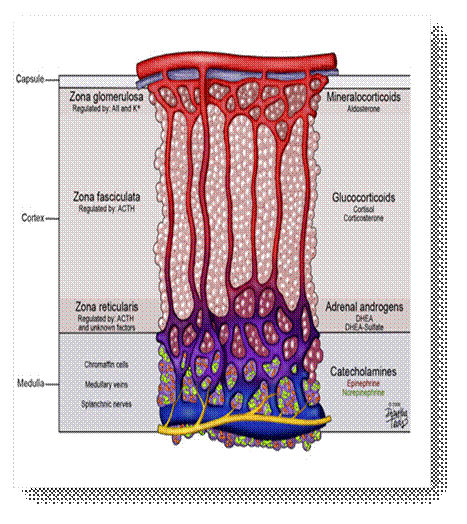 Capsule
Zona glomerulosa
Regulated by: AII and K+
Mineralocorticoids
Aldosterone
Zona fasciculata
Regulated by: ACTH
Glucocorticoids
Cortisol
Corticosterone
Cortex
Zona reticularis
Regulated by: ACTH
and unknown factors
Adrenal androgens
DHEA
DHEA-Sulfate
Chromaffin cells
Medullary veins
Splanchnic nerves
Medulla
Catecholamines
Epinephrine
Norepinephrine